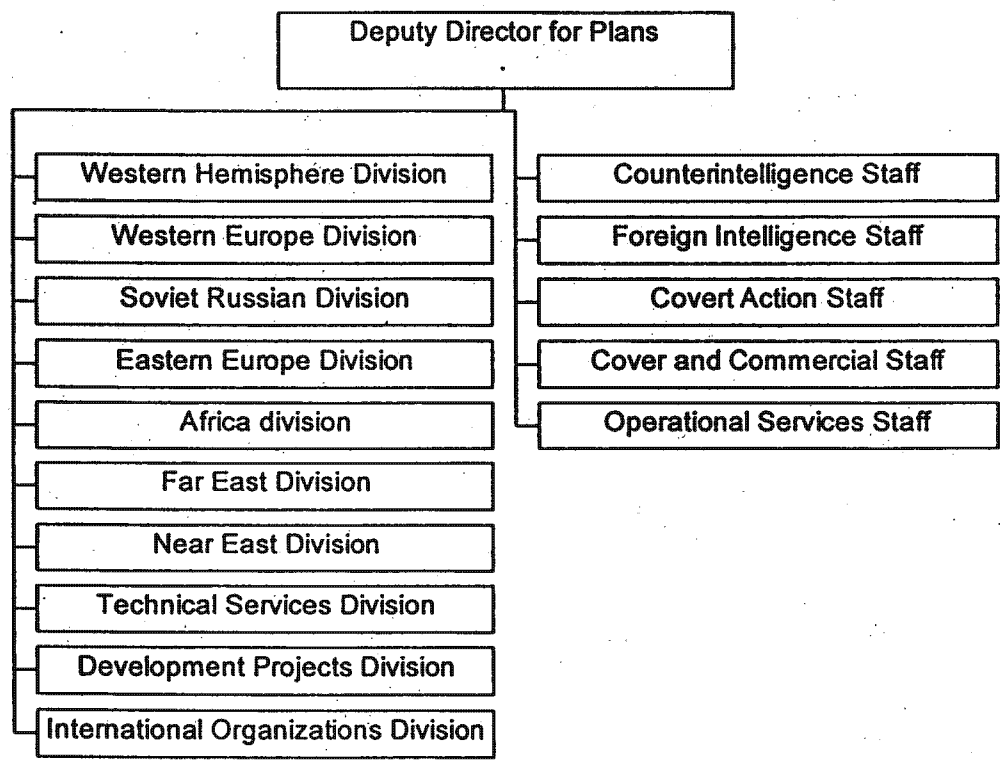 Deputy Director for Plans
Western Hemisphere Division
Western Europe Division
Soviet Russian Division
Eastern Europe Division
Africa division
Far East Division
Near East Division
Technical Services Division
Development Projects Division
International Organizations Division
Counterintelligence Staff
Foreign Intelligence Staff
Covert Action Staff
Cover and Commercial Staff
Operational Services Staff